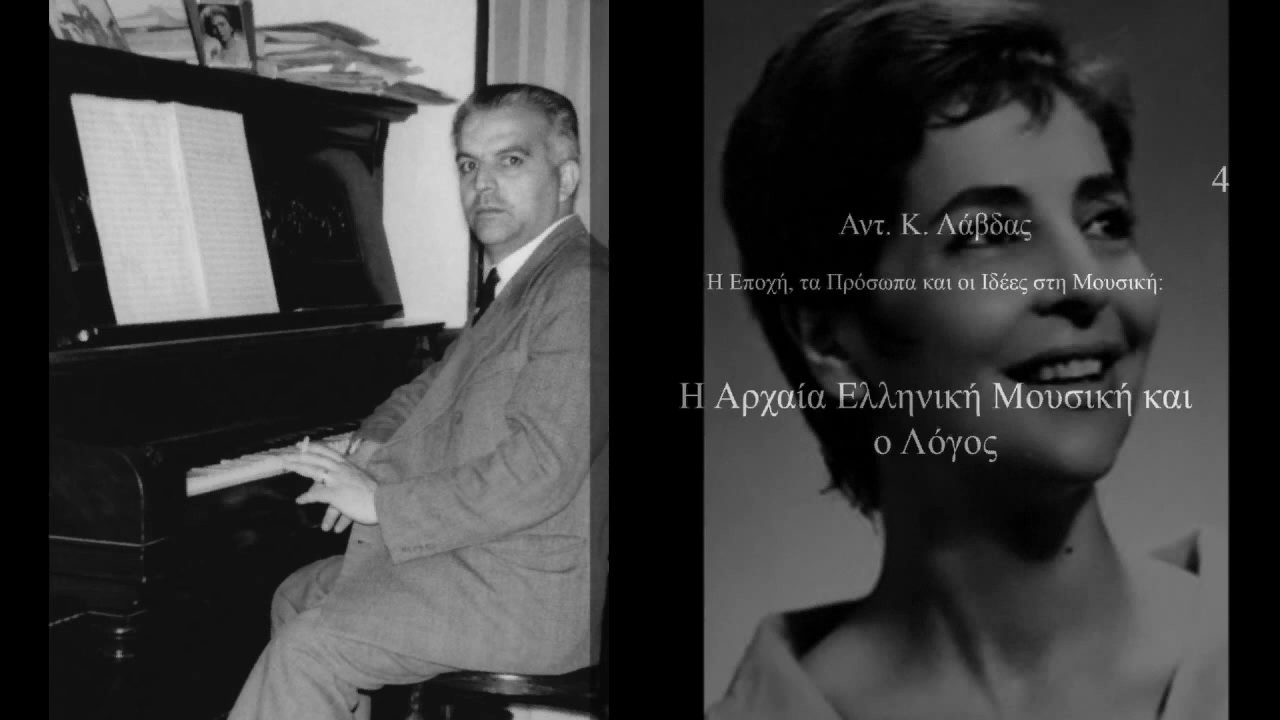 4
Αντ. Κ. Λάβδας
Η Εποχή, τα Πρόσωπα και οι Ιδέες στη Μουσική:
Η Αρχαία Ελληνική Μουσική και
ο Λόγος